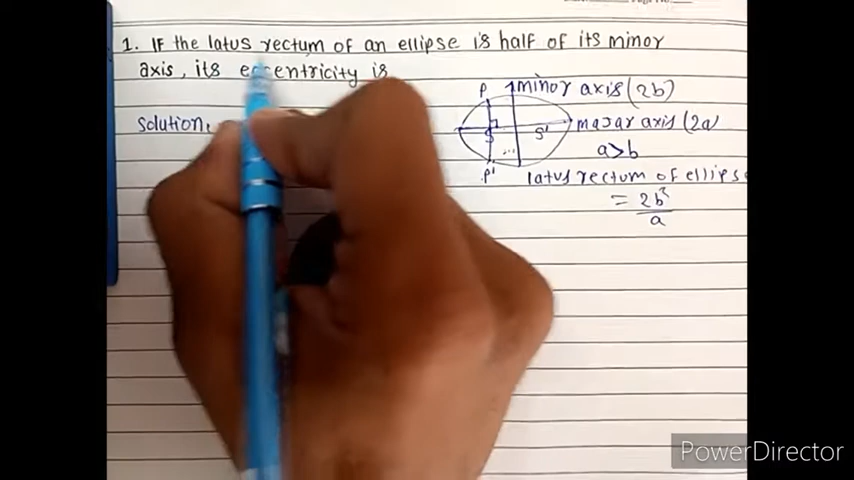 1. IF the latus rectum of an ellipse is half of its minor
axis, its eccentricity is
Solution,
P
minor axis (2b)
S
S'
majar axis (2a)
a>b
P'
latus rectum of ellipse
= 2b²
a
PowerDirector